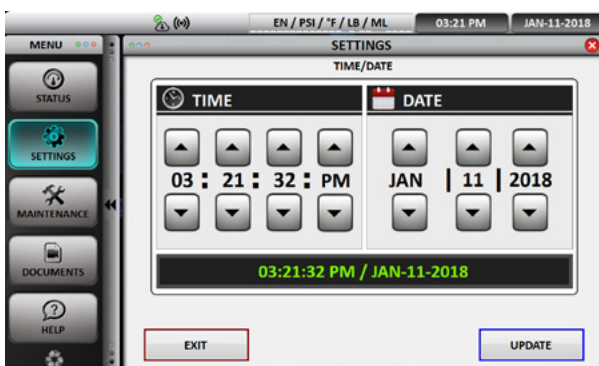 EN / PSI / °F / LB / ML 03:21 PM JAN-11-2018
MENU
SETTINGS
TIME/DATE
STATUS
SETTINGS
MAINTENANCE
DOCUMENTS
HELP
TIME
DATE
03 : 21 : 32 : PM
JAN | 11 | 2018
03:21:32 PM / JAN-11-2018
EXIT
UPDATE